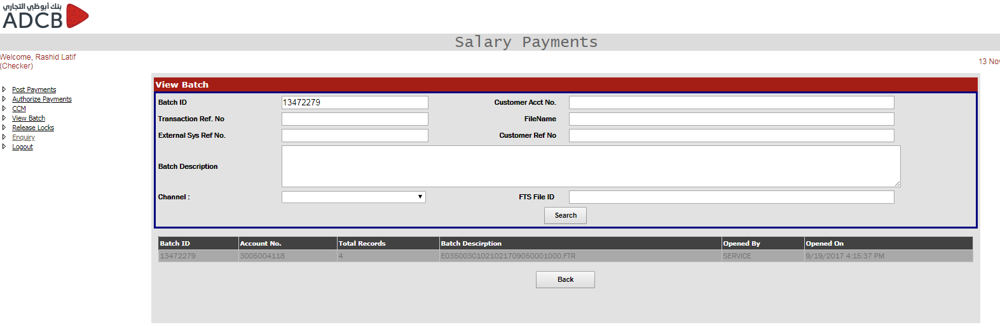 بنك أبوظبي التجاري
ADCB
Salary Payments
Welcome, Rashid Latif
(Checker)
13 Nov
Post Payments
Authorize Payments
CCM
View Batch
Release Locks
Enquiry
Logout
View Batch
Batch ID 13472279 Customer Acct No.
Transaction Ref. No FileName
External Sys Ref No. Customer Ref No
Batch Description
Channel : FTS File ID
Search
Batch ID Account No. Total Records Batch Descirption Opened By Opened On
13472279 3005004118 4 E035003C1021021709050001000.FTR SERVICE 9/19/2017 4:15:37 PM
Back